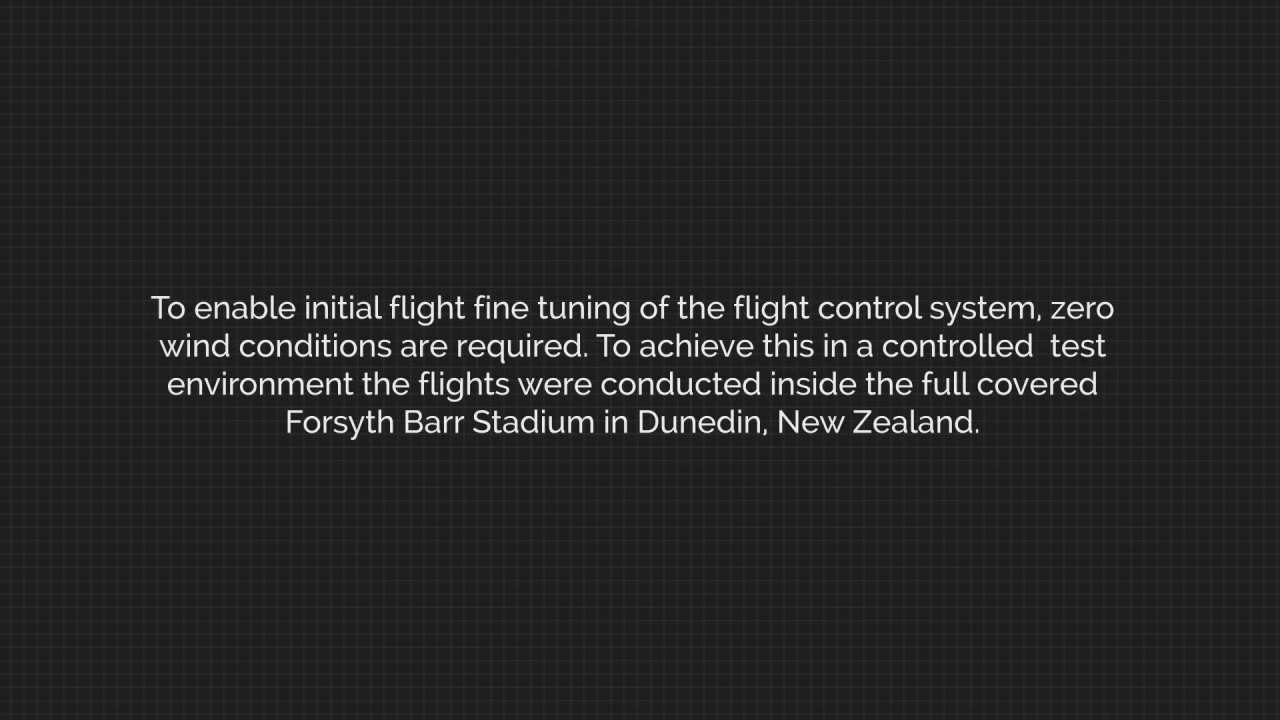 To enable initial flight fine tuning of the flight control system, zero
wind conditions are required. To achieve this in a controlled  test
environment the flights were conducted inside the full covered
Forsyth Barr Stadium in Dunedin, New Zealand.